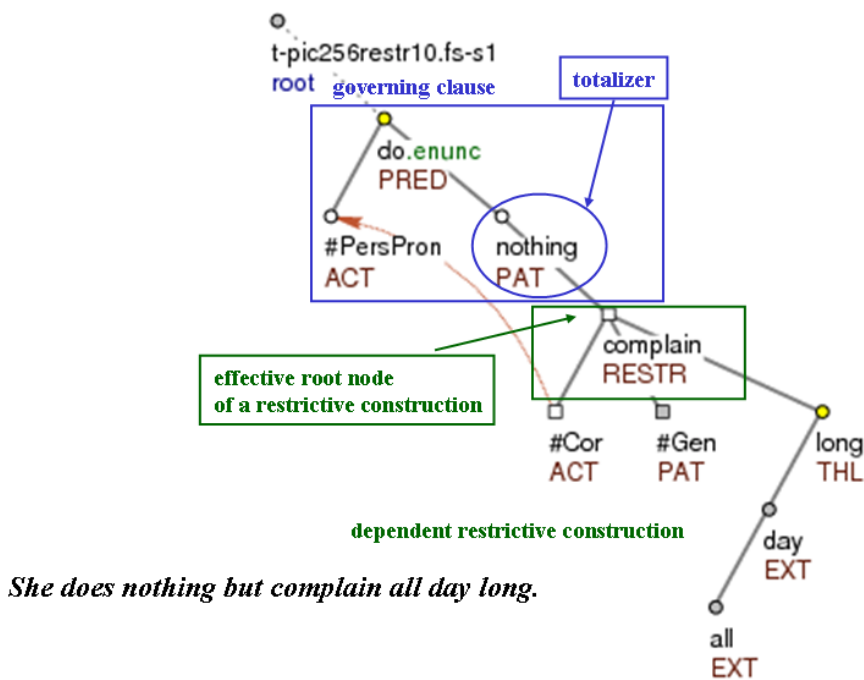 t-pic256restr10.fs-s1
root
governing clause
totalizer
do.enunc
PRED
#PersPron
ACT
nothing
PAT
complain
RESTR
effective root node
of a restrictive construction
#Cor
ACT
#Gen
PAT
long
THL
dependent restrictive construction
day
EXT
She does nothing but complain all day long.
all
EXT